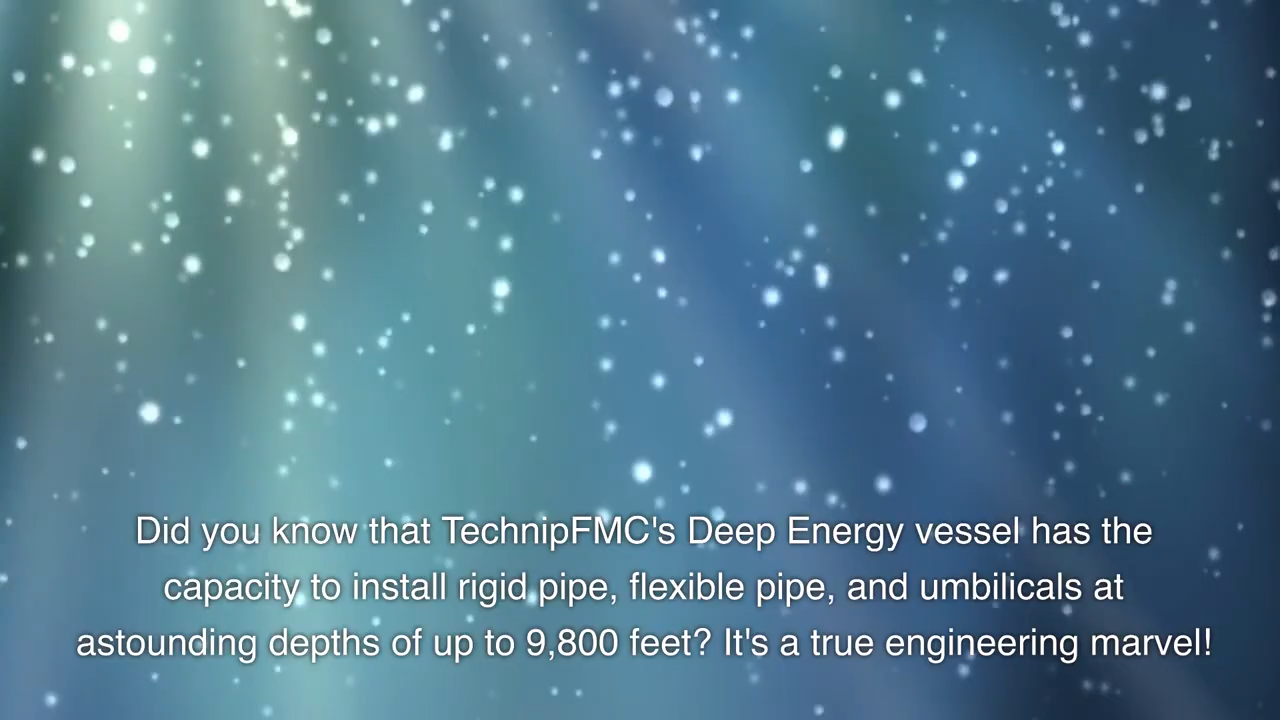 Did you know that TechnipFMC's Deep Energy vessel has the
capacity to install rigid pipe, flexible pipe, and umbilicals at
astounding depths of up to 9,800 feet? It's a true engineering marvel!